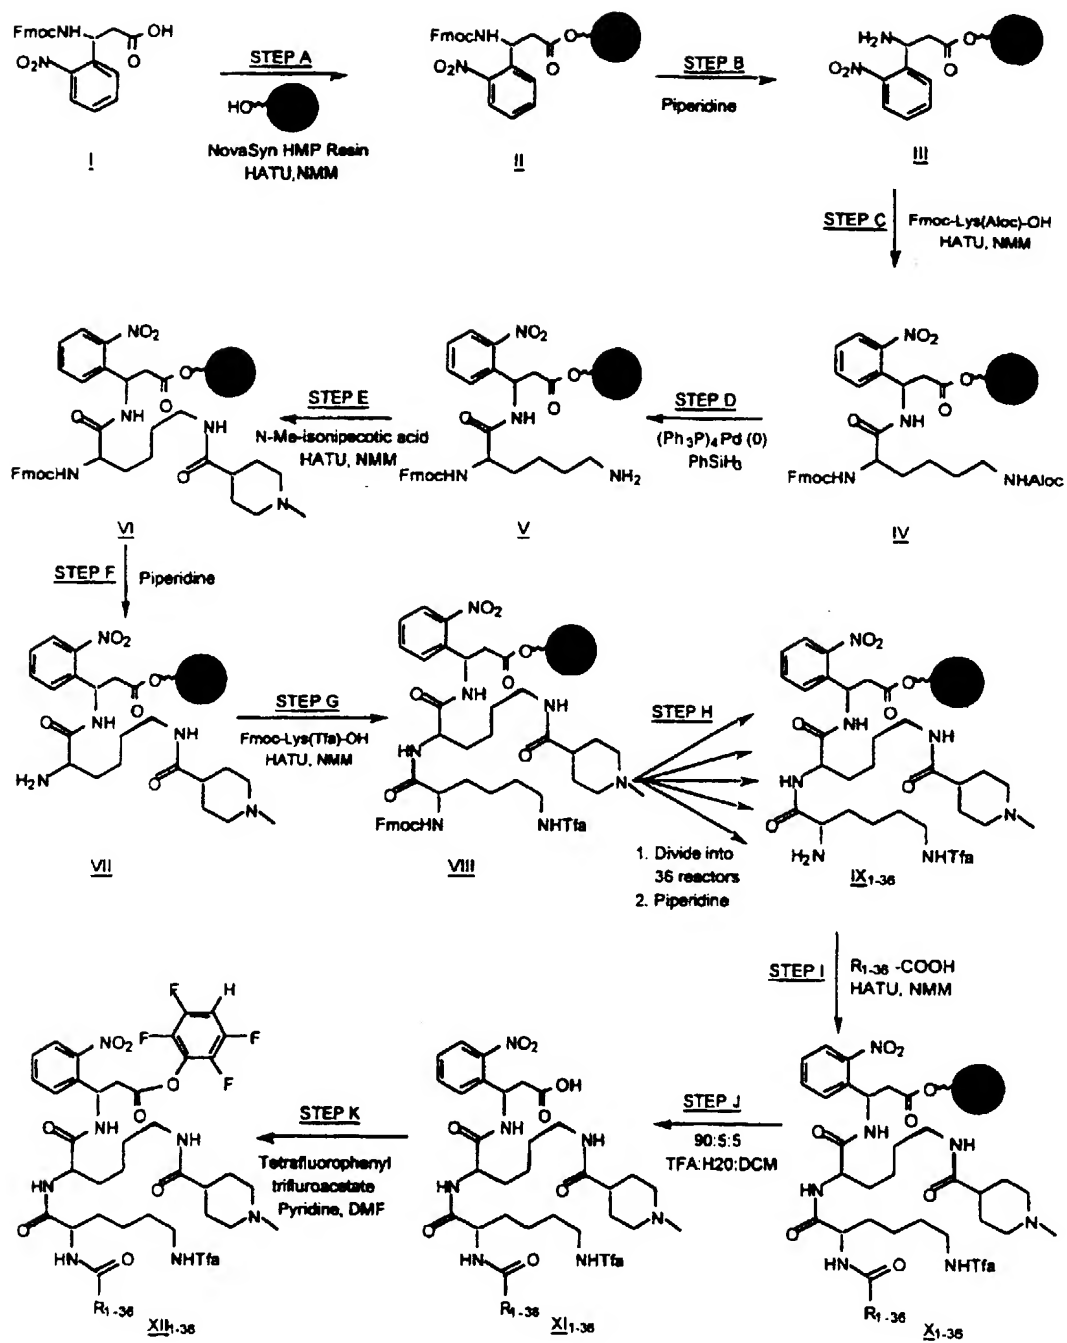 FmocNH
OH
O
O₂N
I
STEP A
HO
NovaSyn HMP Resin
HATU,NMM
FmocNH
O
O
NO₂
II
STEP B
Piperidine
H₂N
O
O
NO₂
III
STEP C
Fmoc-Lys(Aloc)-OH
HATU, NMM
NO₂
O
O
NH
O
FmocHN
NH
O
N
VI
STEP E
N-Me-isonipecotic acid
HATU, NMM
NO₂
O
O
NH
O
FmocHN
NH₂
V
STEP D
(Ph₃P)₄Pd (0)
PhSiH₃
NO₂
O
O
NH
O
FmocHN
NHAloc
IV
STEP F
Piperidine
NO₂
O
O
NH
O
H₂N
NH
O
N
VII
STEP G
Fmoc-Lys(Tfa)-OH
HATU, NMM
NO₂
O
O
NH
O
HN
O
FmocHN
NHTfa
NH
O
N
VIII
STEP H
1. Divide into
36 reactors
2. Piperidine
NO₂
O
O
NH
O
HN
O
H₂N
NHTfa
NH
O
N
IX₁₋₃₆
STEP I
R₁₋₃₆ -COOH
HATU, NMM
F
H
F
F
F
NO₂
O
O
NH
O
HN
O
HN
O
NHTfa
NH
O
N
R₁₋₃₆
XII₁₋₃₆
STEP K
Tetrafluorophenyl
trifluroacetate
Pyridine, DMF
NO₂
OH
O
NH
O
HN
O
HN
O
NHTfa
NH
O
N
R₁₋₃₆
XI₁₋₃₆
STEP J
90:5:5
TFA:H20:DCM
NO₂
O
O
NH
O
HN
O
HN
O
NHTfa
NH
O
N
R₁₋₃₆
X₁₋₃₆